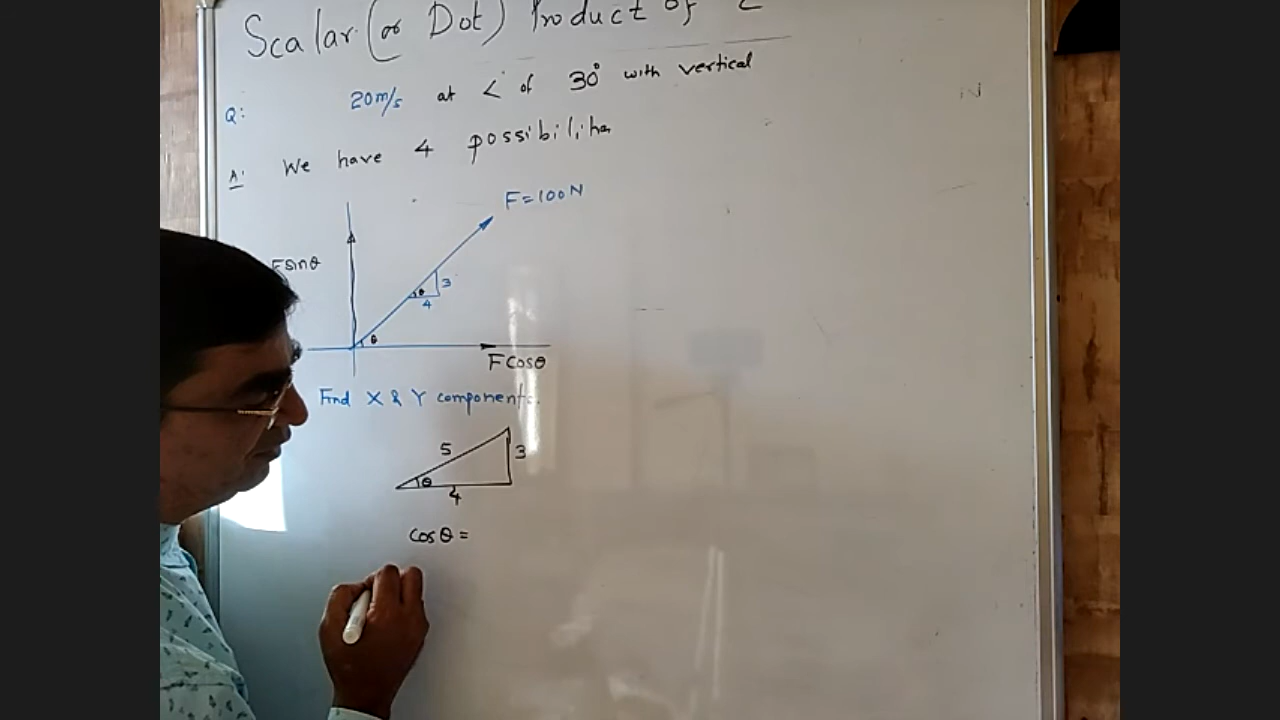 Scalar (or Dot) Product of 2
Q: 20m/s at ∠ of 30° with vertical
A: We have 4 possibilities
F=100N
Fsinθ
θ 3
4
θ
FCosθ
Find X & Y components.
5 3
θ
4
Cosθ =
N